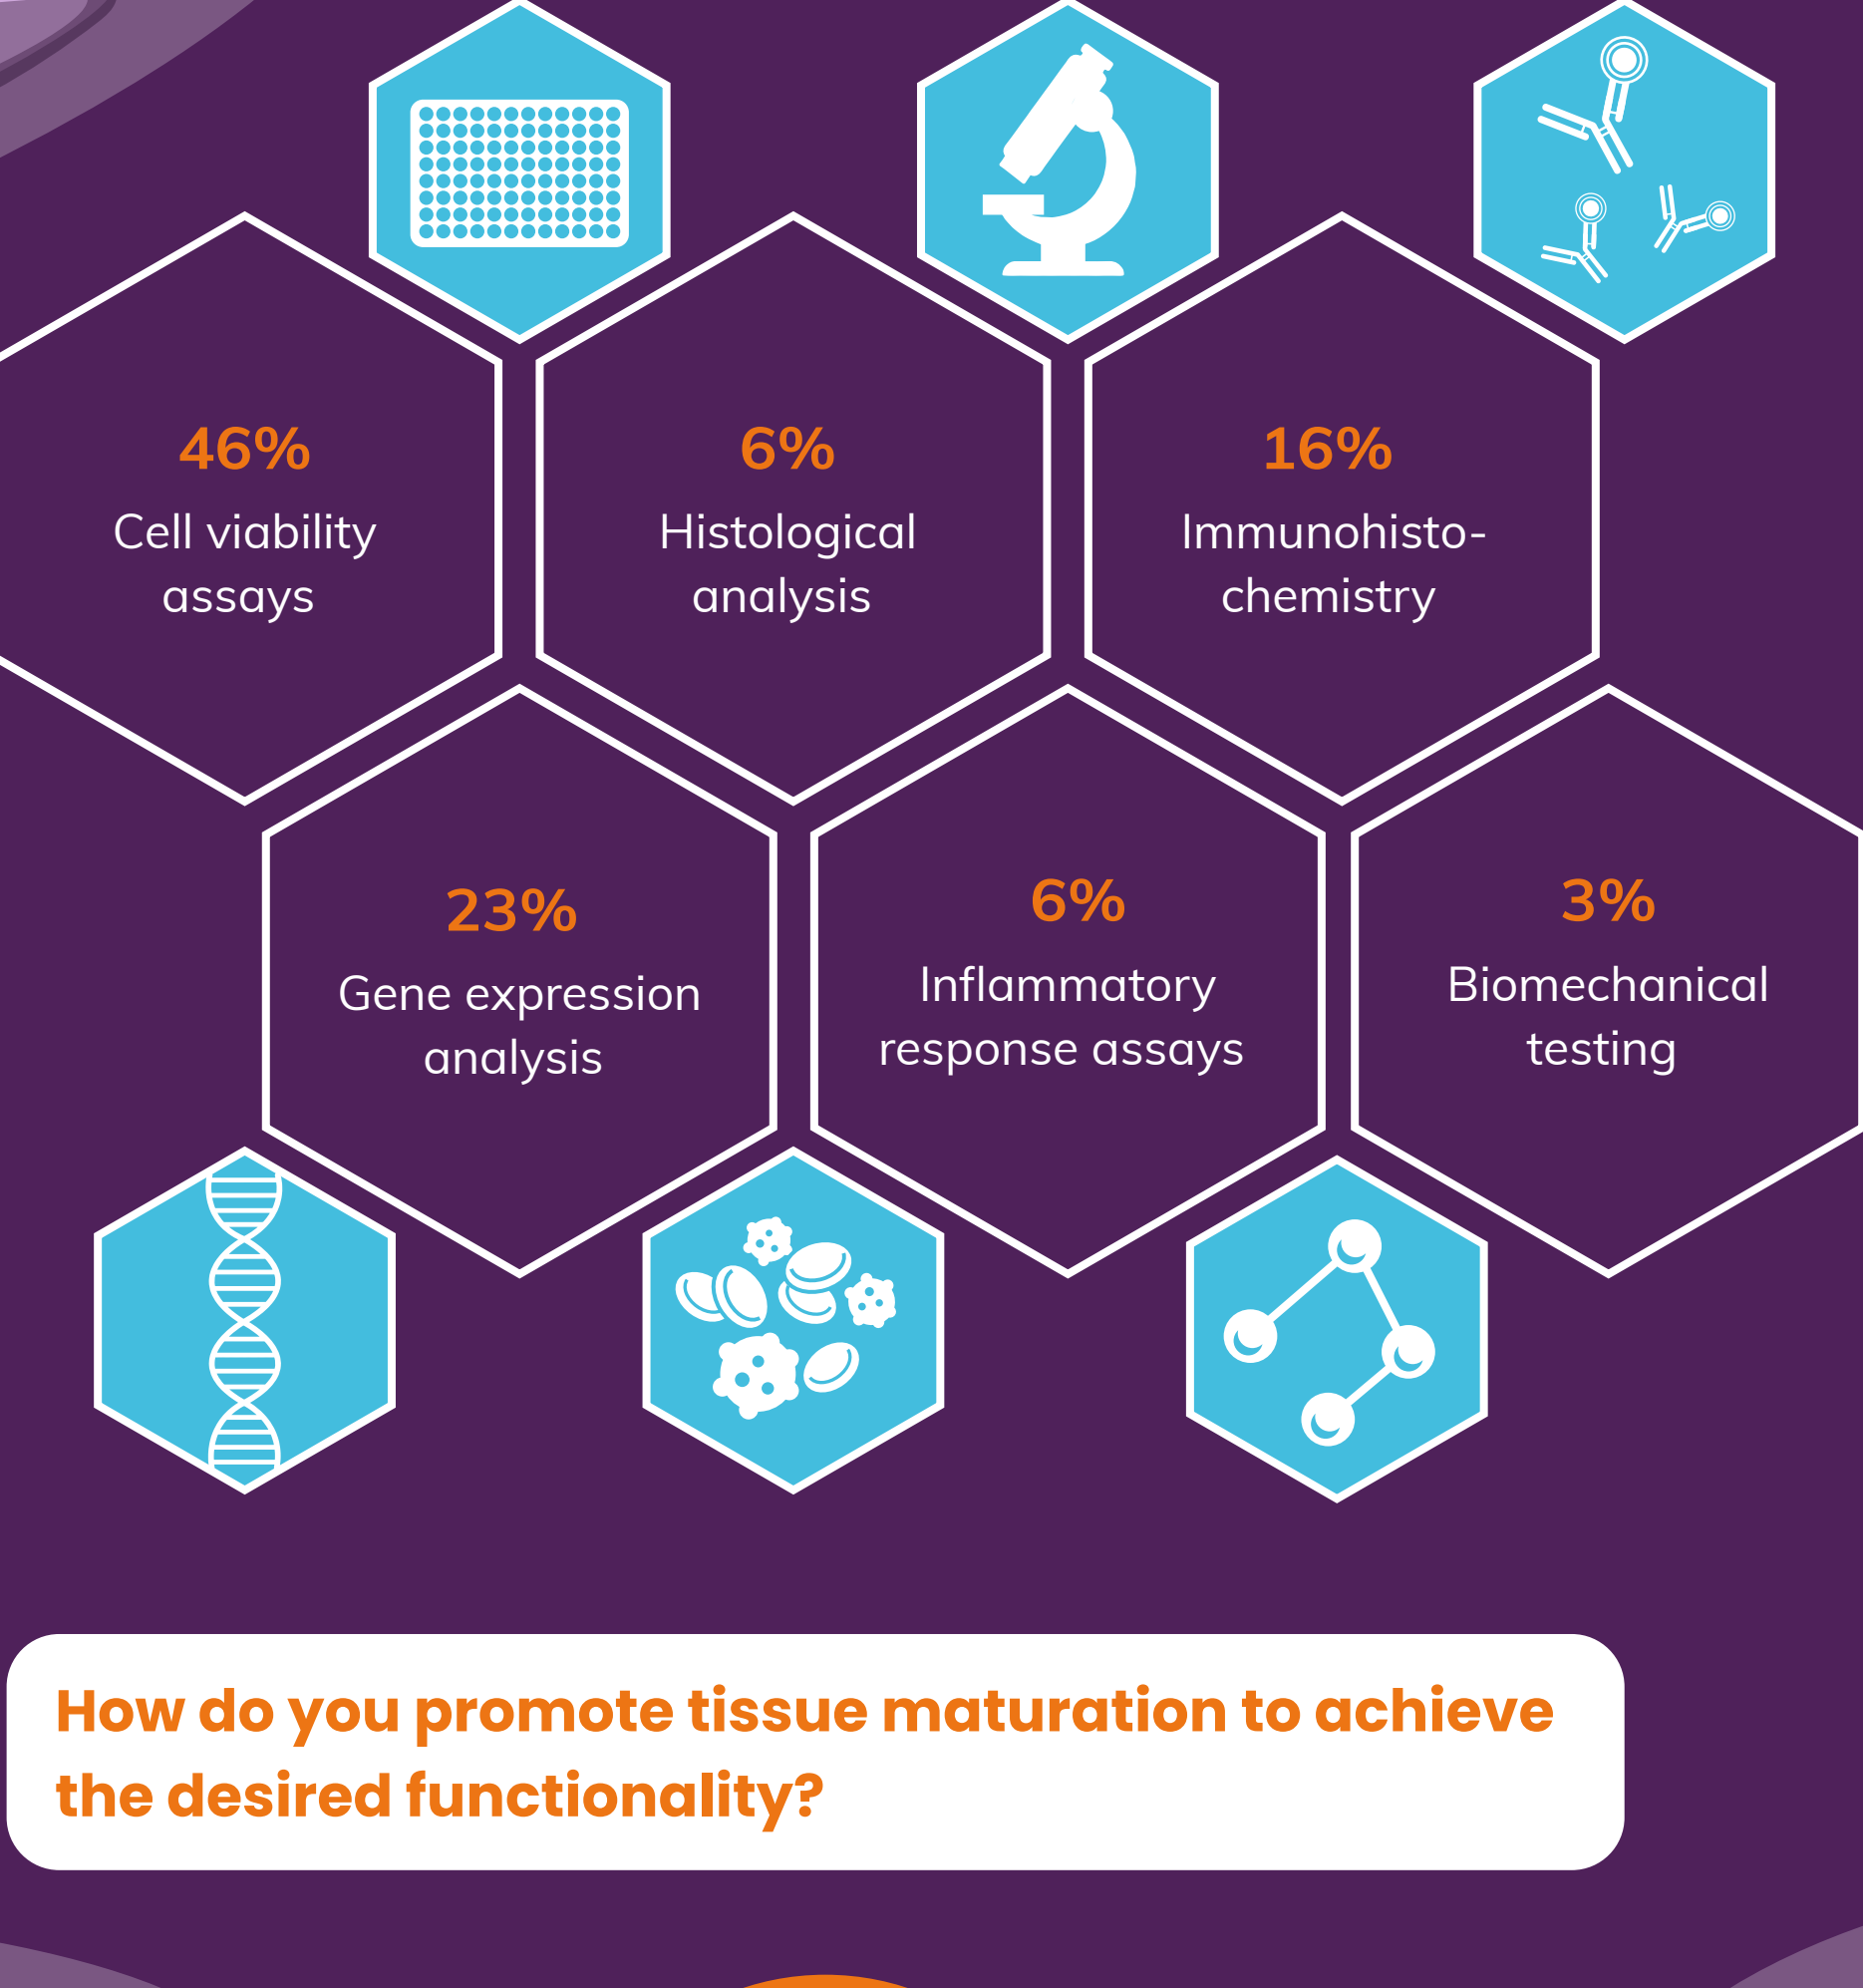 46%
Cell viability
assays
6%
Histological
analysis
16%
Immunohisto-
chemistry
23%
Gene expression
analysis
6%
Inflammatory
response assays
3%
Biomechanical
testing
How do you promote tissue maturation to achieve
the desired functionality?